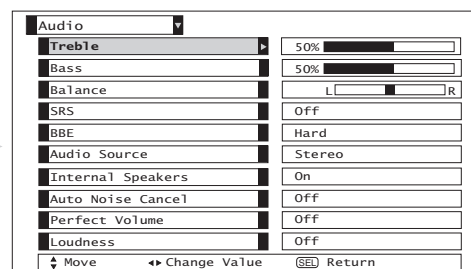 Audio
Treble 50%
Bass 50%
Balance L R
SRS Off
BBE Hard
Audio Source Stereo
Internal Speakers On
Auto Noise Cancel Off
Perfect Volume Off
Loudness Off
Move Change Value SEL Return